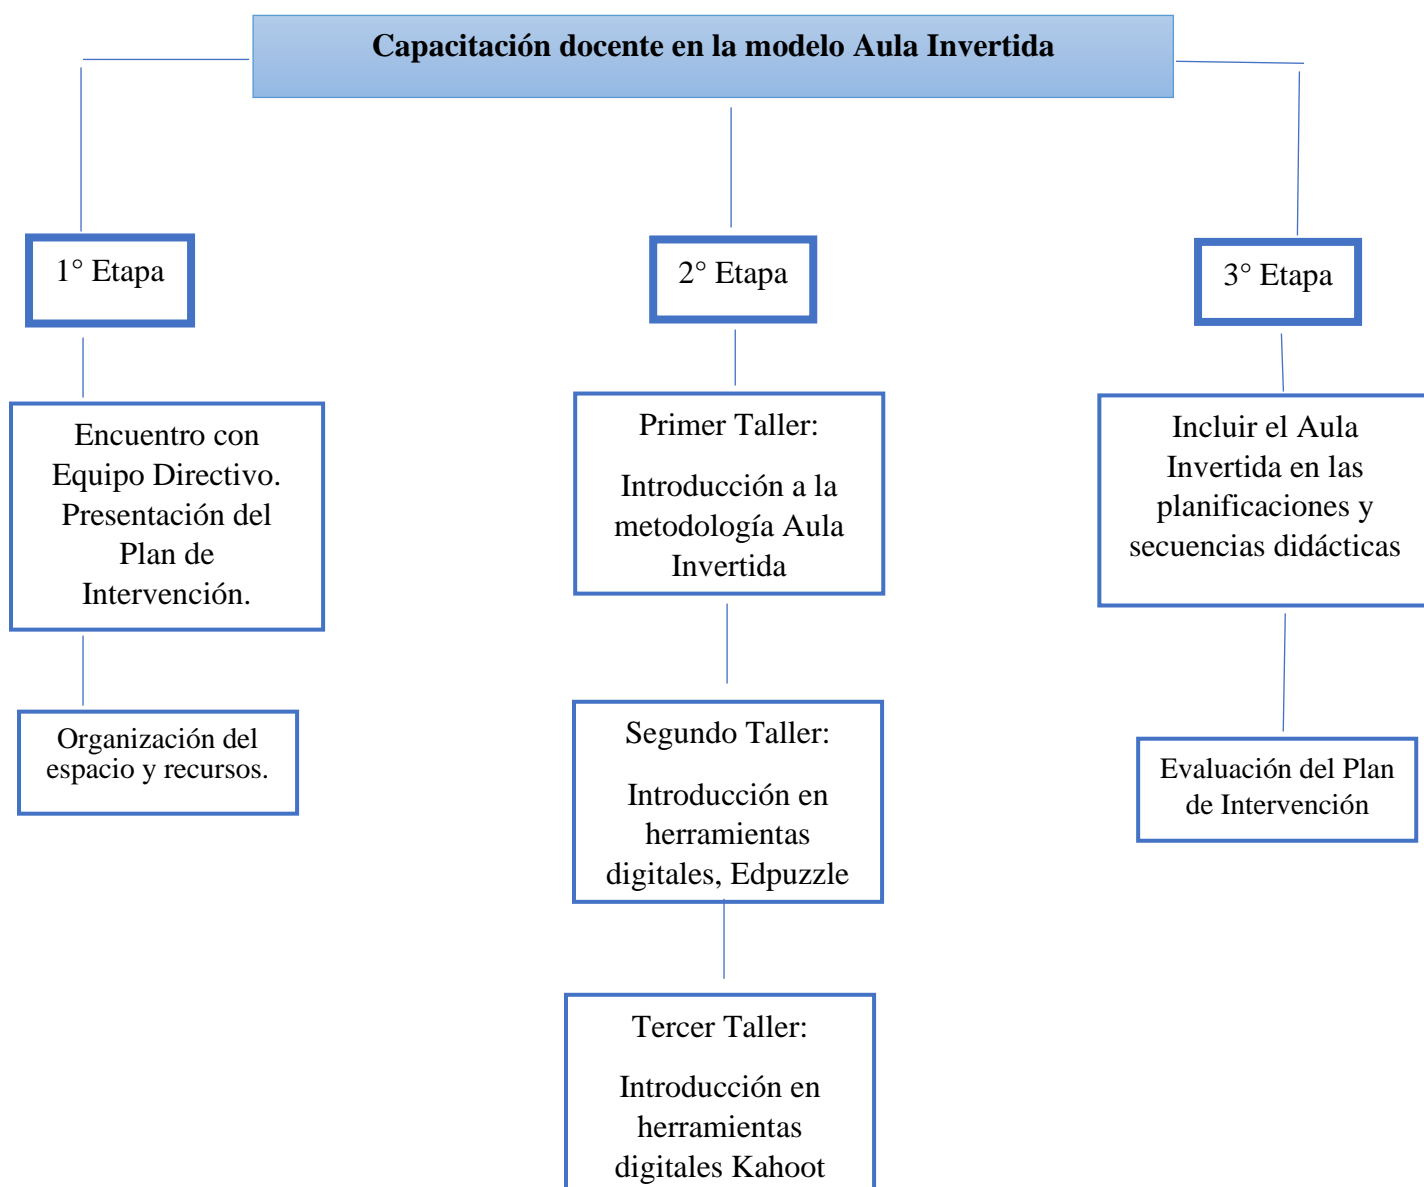 Capacitación docente en la modelo Aula Invertida
1° Etapa
Encuentro con
Equipo Directivo.
Presentación del
Plan de
Intervención.
Organización del
espacio y recursos.
2° Etapa
Primer Taller:
Introducción a la
metodología Aula
Invertida
Segundo Taller:
Introducción en
herramientas
digitales, Edpuzzle
Tercer Taller:
Introducción en
herramientas
digitales Kahoot
3° Etapa
Incluir el Aula
Invertida en las
planificaciones y
secuencias didácticas
Evaluación del Plan
de Intervención